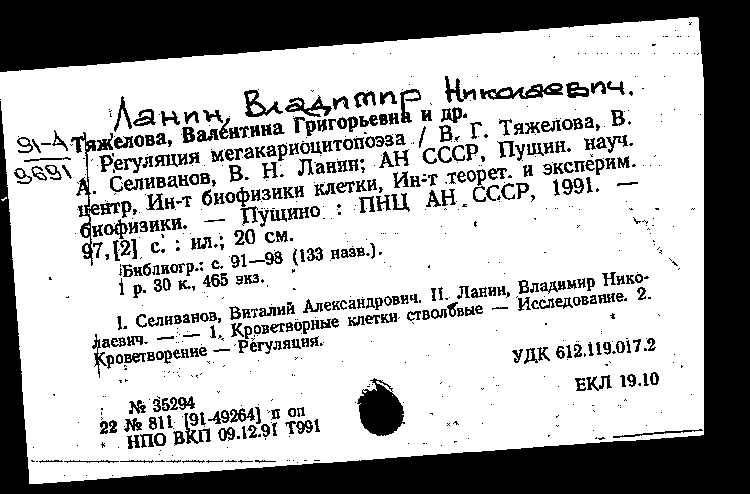 Ланин, Владимир Николаевич.
91-А
9691
Тяжелова, Валентина Григорьевна и др.
Регуляция мегакариоцитопоэза / В. Г. Тяжелова, В.
А. Селиванов, В. Н. Ланин; АН СССР, Пущин. науч.
центр, Ин-т биофизики клетки, Ин-т теорет. и эксперим.
биофизики. — Пущино : ПНЦ АН СССР, 1991. —
97,[2] с. : ил.; 20 см.
Библиогр.: с. 91—98 (133 назв.).
1 р. 30 к., 465 экз.
I. Селиванов, Виталий Александрович. II. Ланин, Владимир Нико-
лаевич. — — 1. Кроветворные клетки стволовые — Исследование. 2.
Кроветворение — Регуляция.
УДК 612.119.017.2
ЕКЛ 19.10
№ 35294
22 № 811 [91-49264] п оп
НПО ВКП 09.12.91 Т991